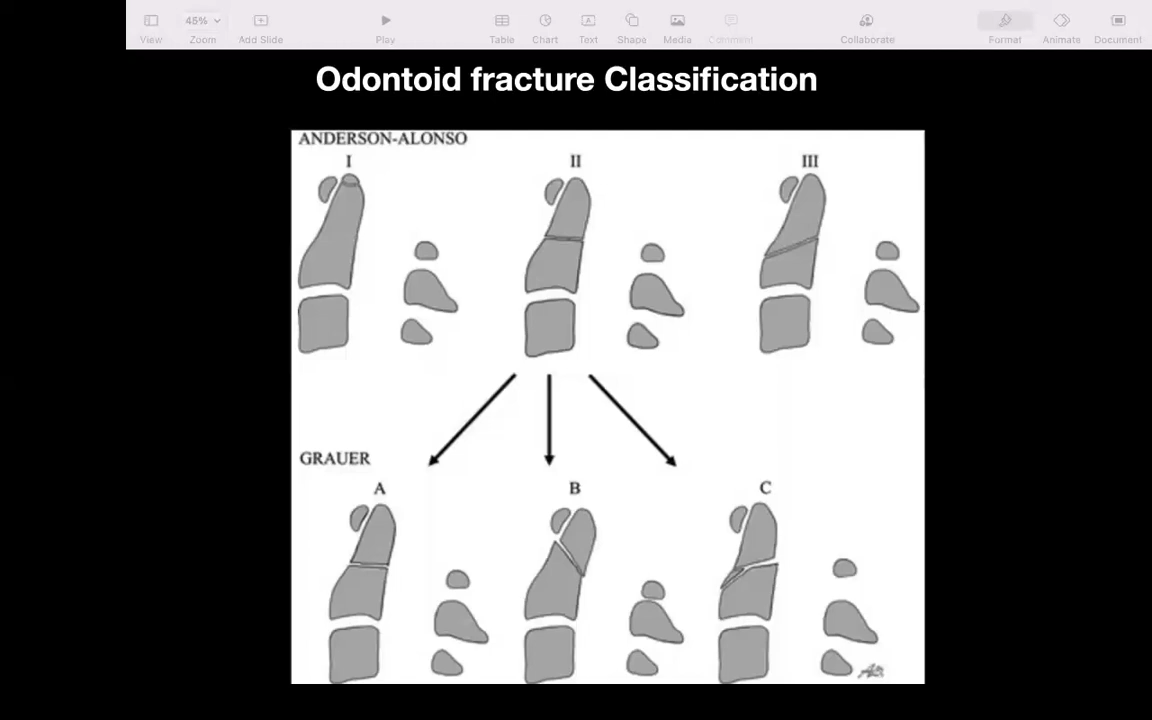 View
45%
Zoom
Add Slide
Play
Table
Chart
Text
Shape
Media
Comment
Collaborate
Format
Animate
Document
Odontoid fracture Classification
ANDERSON-ALONSO
I
II
III
GRAUER
A
B
C